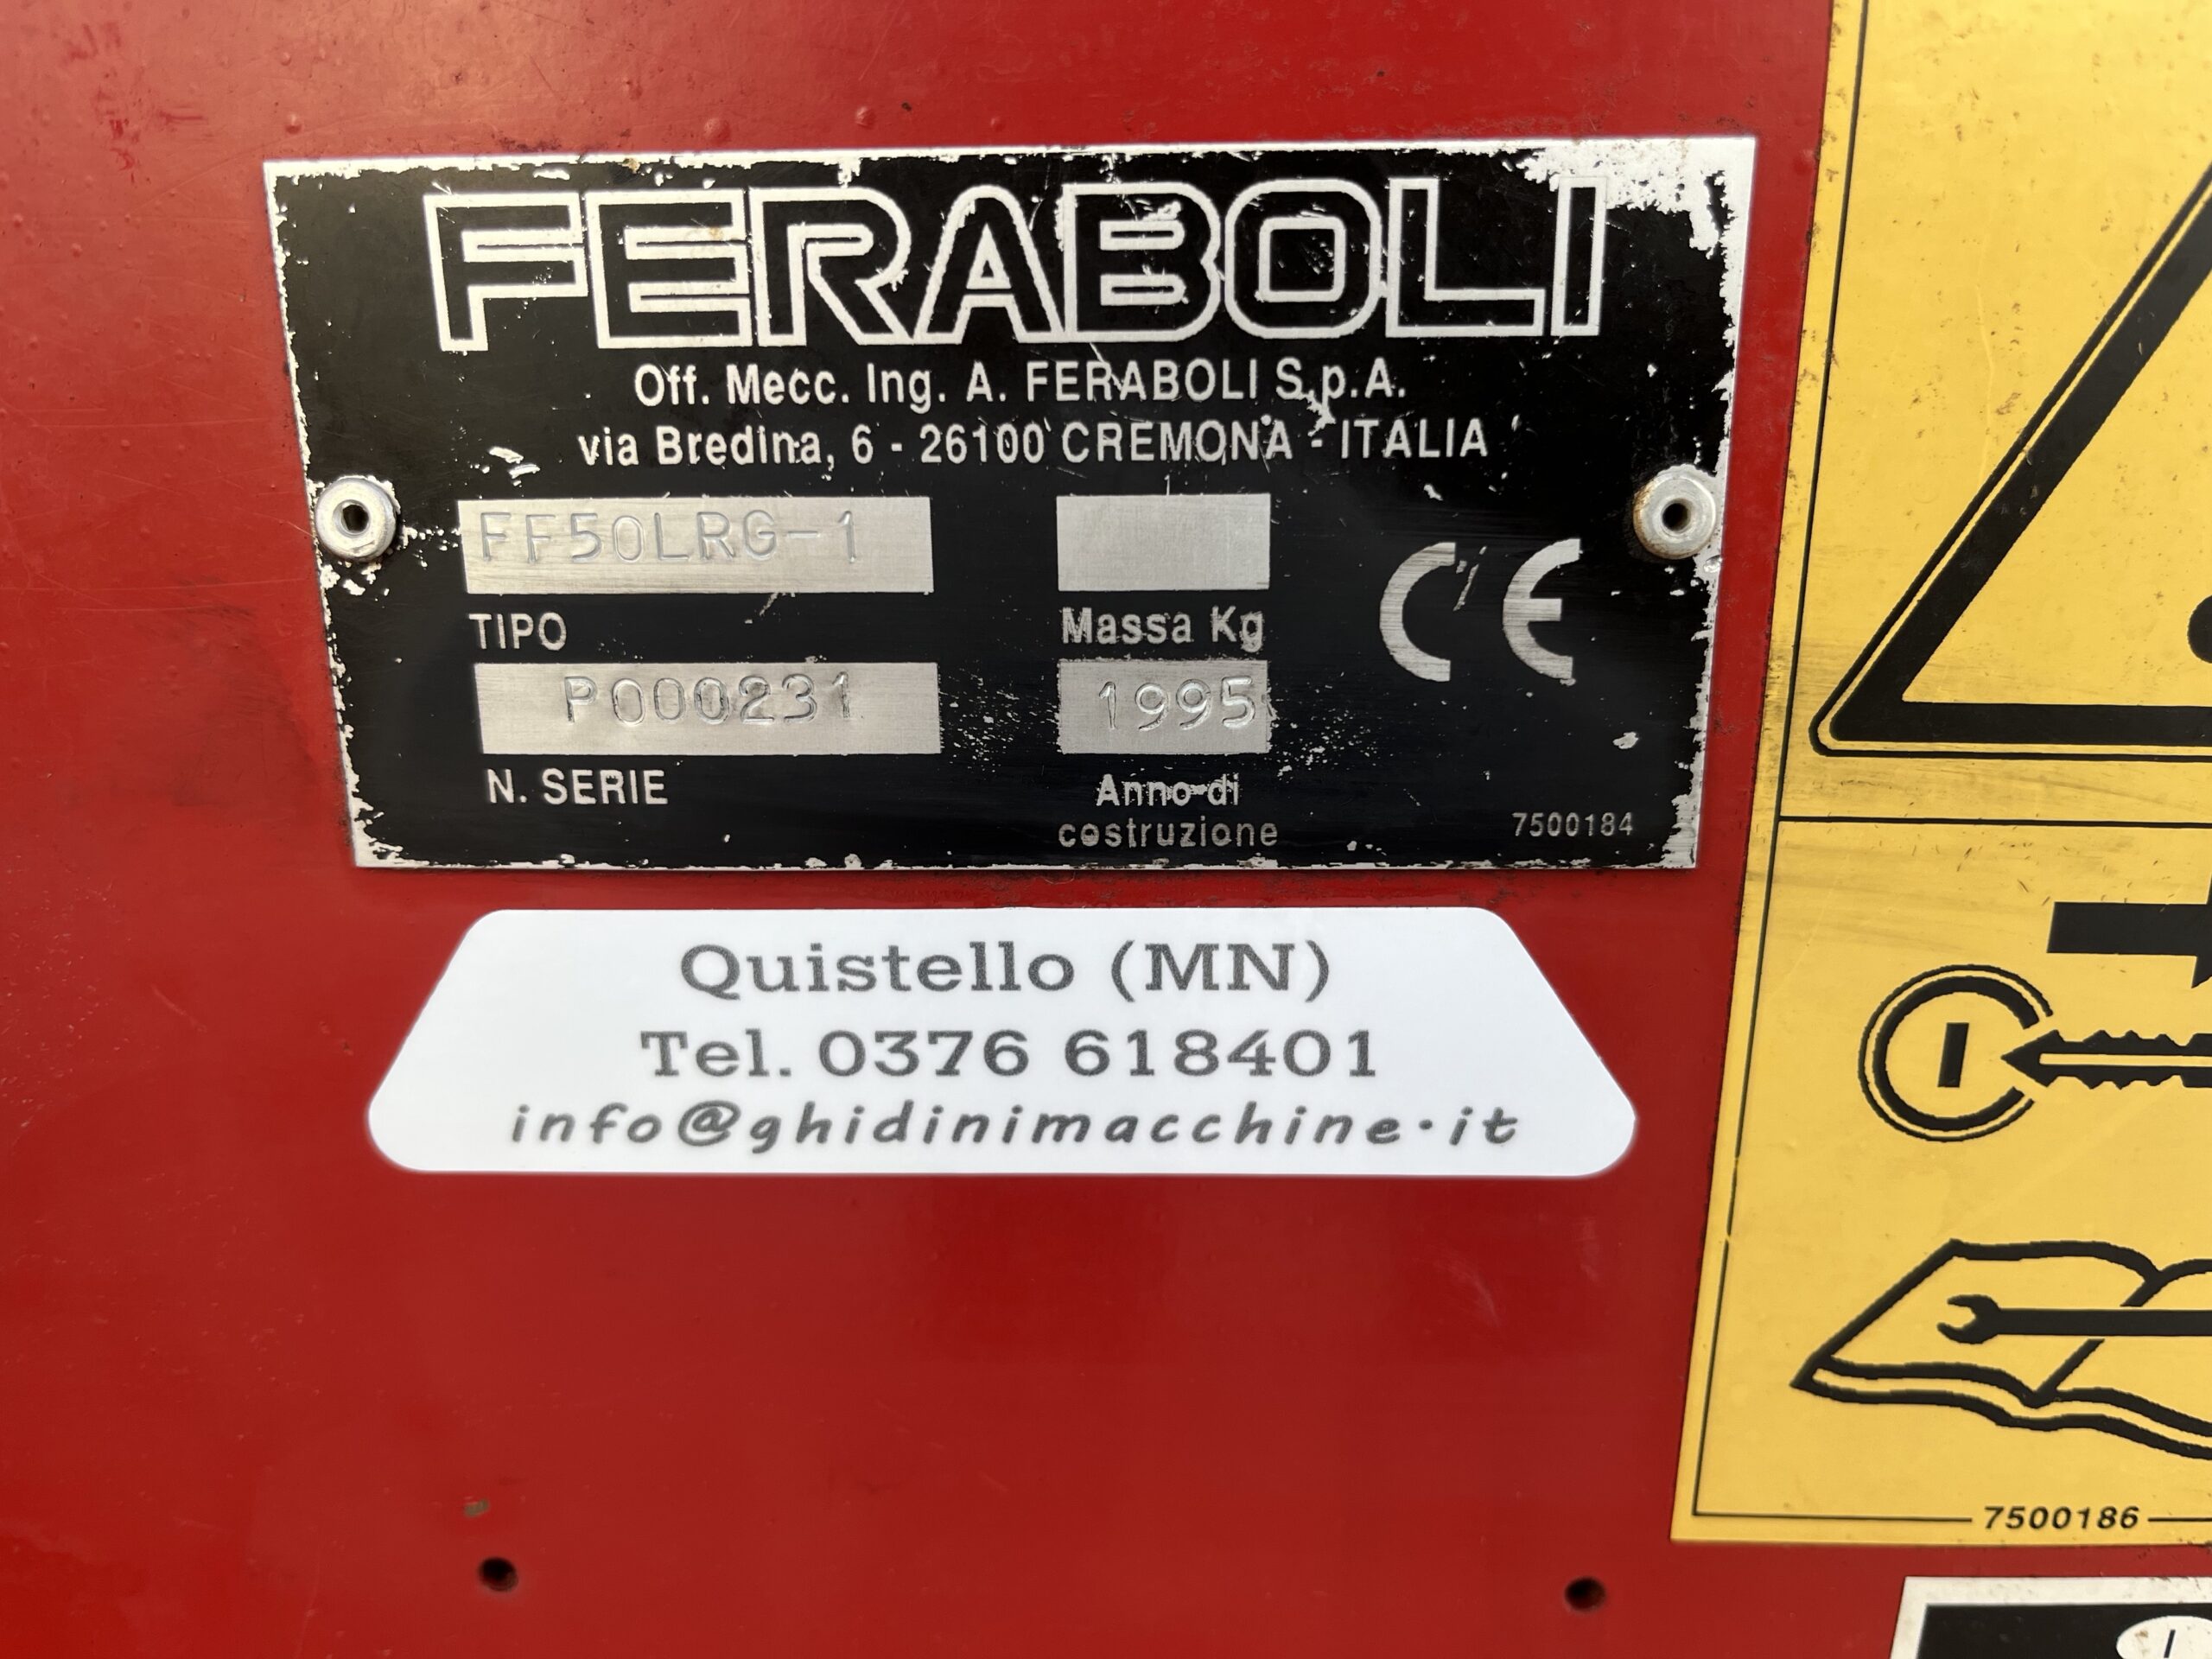 FERABOLI
Off. Mecc. Ing. A. FERABOLI S.p.A.
via Bredina, 6 - 26100 CREMONA - ITALIA
FF50LRG-1
TIPO
Massa Kg
CE
P000231
1995
N. SERIE
Anno di
costruzione
7500184
Quistello (MN)
Tel. 0376 618401
info@ghidinimacchine.it
7500186